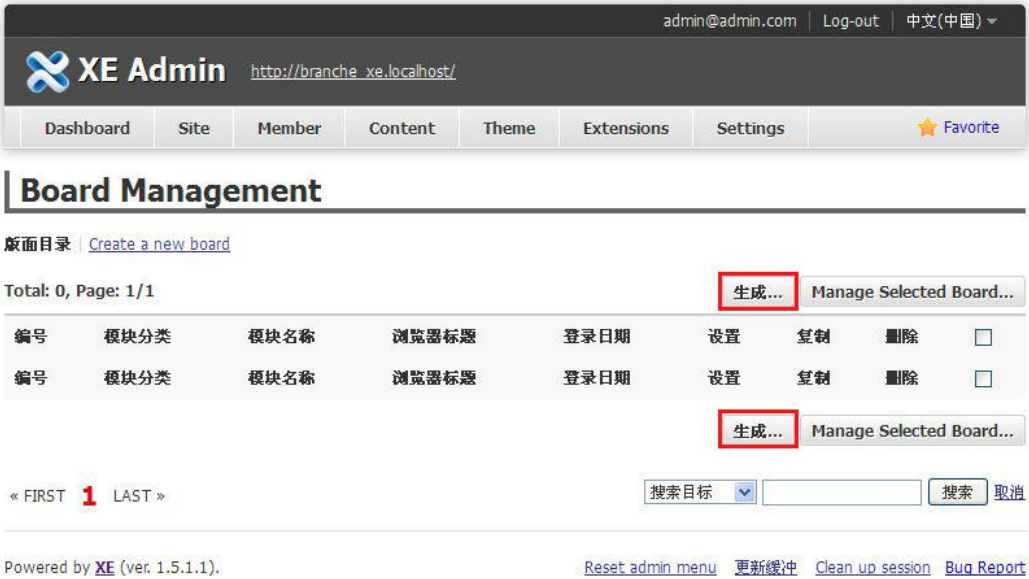 admin@admin.com | Log-out | 中文(中国)
XE Admin http://branche_xe.localhost/
Dashboard Site Member Content Theme Extensions Settings Favorite
Board Management
版面目录 | Create a new board
Total: 0, Page: 1/1 生成... Manage Selected Board...
编号 模块分类 模块名称 浏览器标题 登录日期 设置 复制 删除
编号 模块分类 模块名称 浏览器标题 登录日期 设置 复制 删除
生成... Manage Selected Board...
« FIRST 1 LAST » 搜索目标 搜索 取消
Powered by XE (ver. 1.5.1.1). Reset admin menu 更新缓冲 Clean up session Bug Report